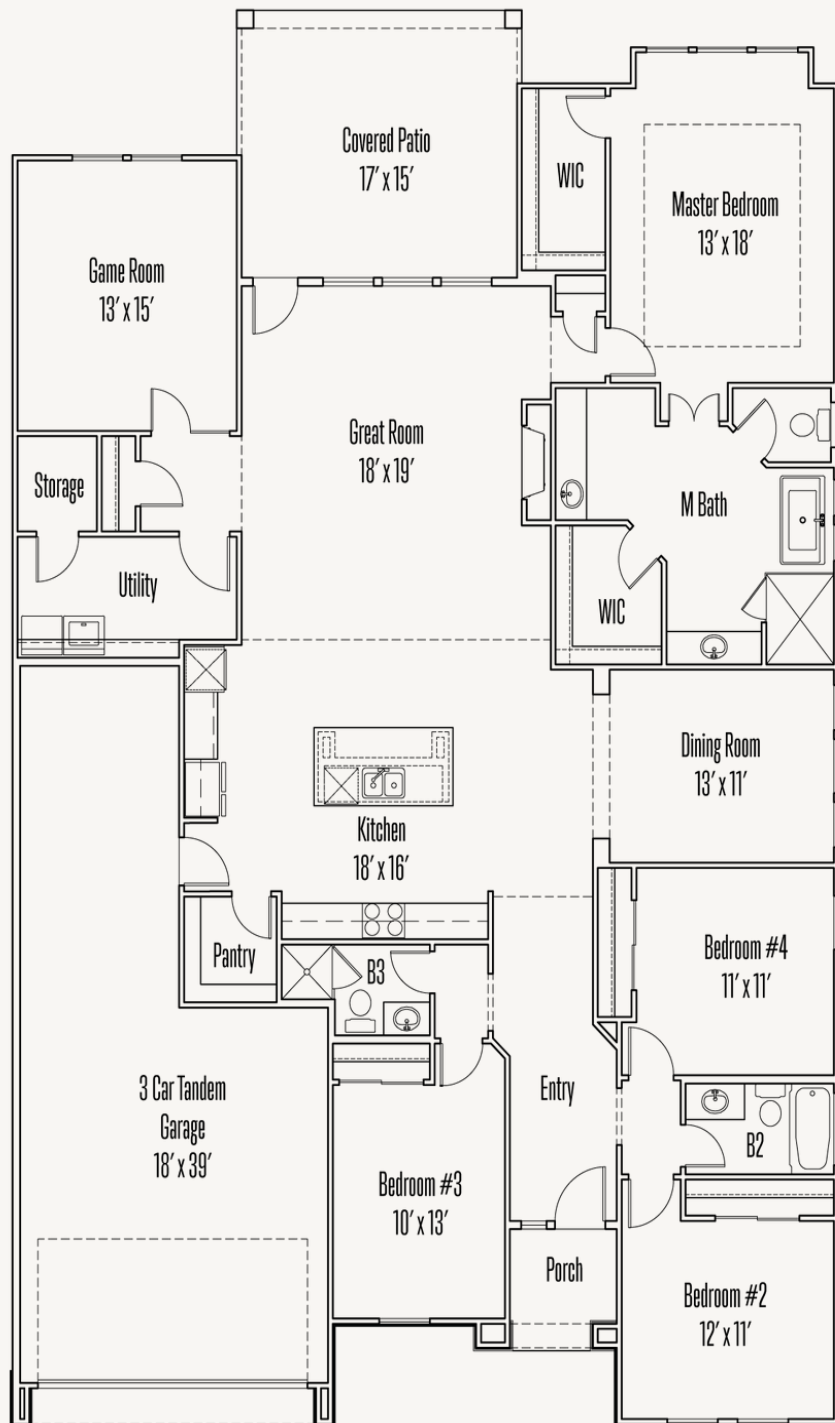 Covered Patio
17' x 15'
WIC
Master Bedroom
13' x 18'
Game Room
13' x 15'
Great Room
18' x 19'
Storage
M Bath
Utility
WIC
Dining Room
13' x 11'
Kitchen
18' x 16'
Pantry
B3
Bedroom #4
11' x 11'
3 Car Tandem
Garage
18' x 39'
Entry
B2
Bedroom #3
10' x 13'
Porch
Bedroom #2
12' x 11'